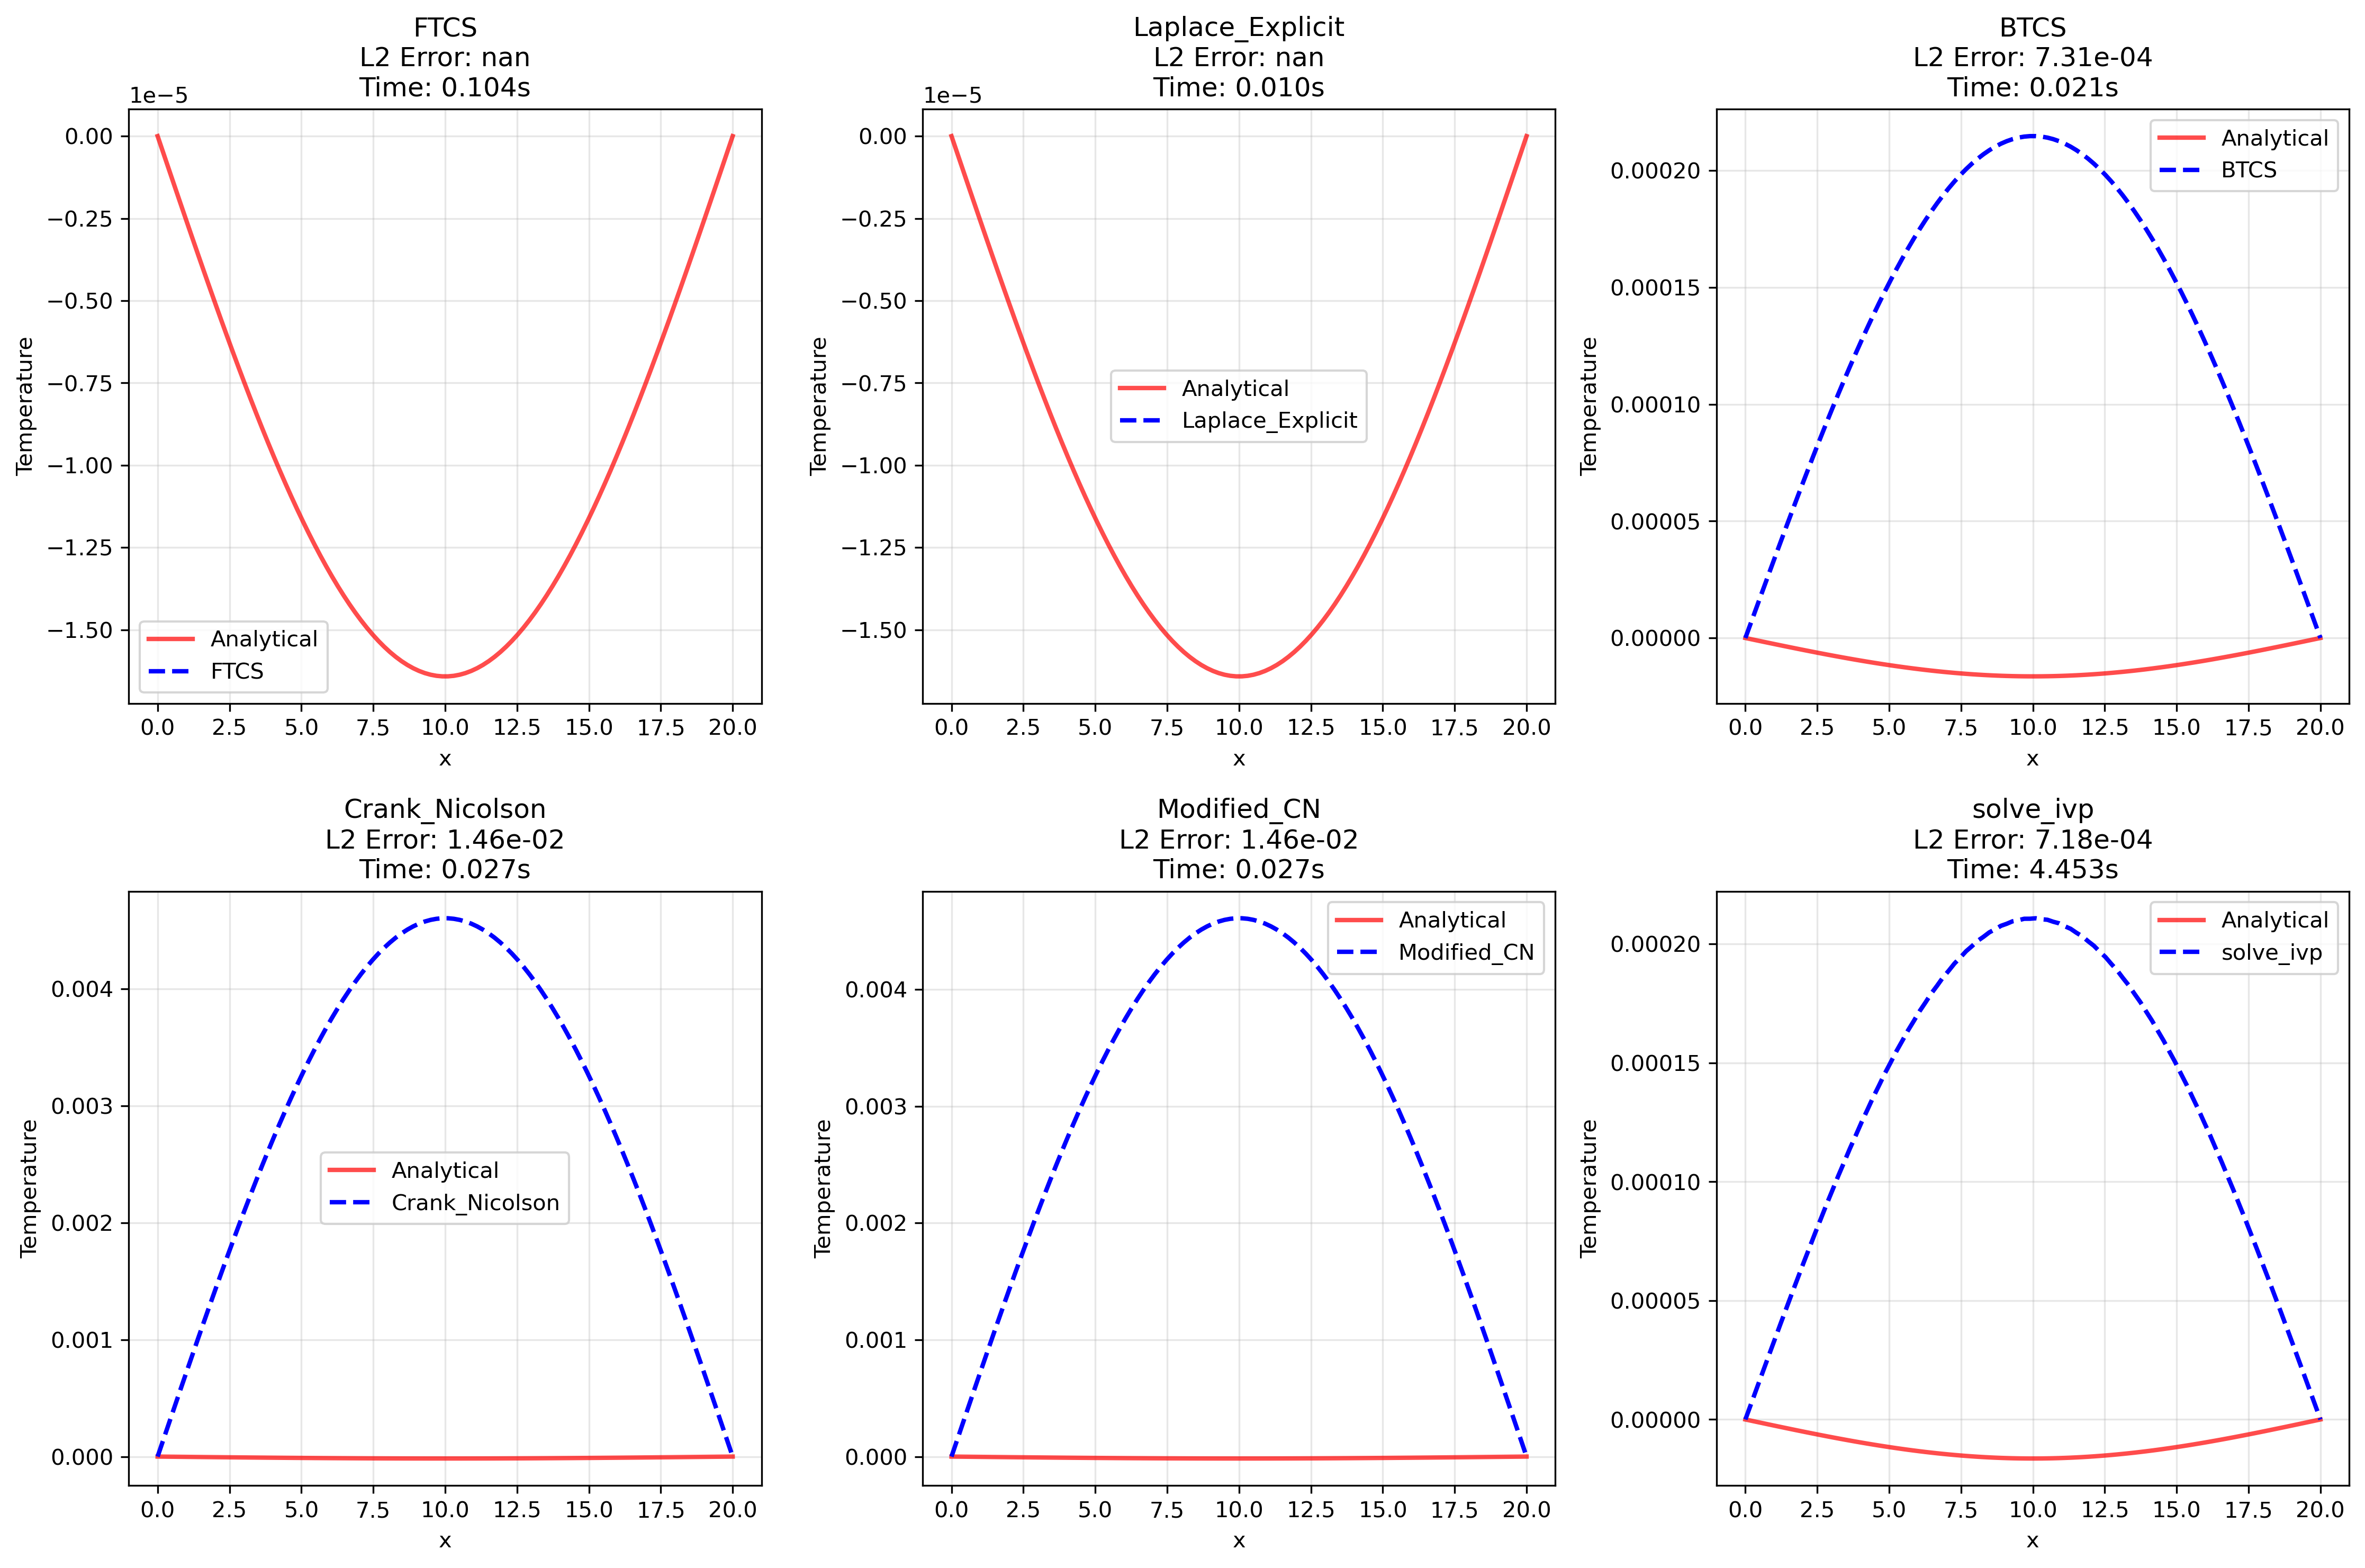 FTCS
L2 Error: nan
Time: 0.104s
1e−5
0.00
−0.25
−0.50
−0.75
−1.00
−1.25
−1.50
Temperature
Analytical
FTCS
0.0 2.5 5.0 7.5 10.0 12.5 15.0 17.5 20.0
x
Laplace_Explicit
L2 Error: nan
Time: 0.010s
1e−5
0.00
−0.25
−0.50
−0.75
−1.00
−1.25
−1.50
Temperature
Analytical
Laplace_Explicit
0.0 2.5 5.0 7.5 10.0 12.5 15.0 17.5 20.0
x
BTCS
L2 Error: 7.31e-04
Time: 0.021s
0.00020
0.00015
0.00010
0.00005
0.00000
Temperature
Analytical
BTCS
0.0 2.5 5.0 7.5 10.0 12.5 15.0 17.5 20.0
x
Crank_Nicolson
L2 Error: 1.46e-02
Time: 0.027s
0.004
0.003
0.002
0.001
0.000
Temperature
Analytical
Crank_Nicolson
0.0 2.5 5.0 7.5 10.0 12.5 15.0 17.5 20.0
x
Modified_CN
L2 Error: 1.46e-02
Time: 0.027s
0.004
0.003
0.002
0.001
0.000
Temperature
Analytical
Modified_CN
0.0 2.5 5.0 7.5 10.0 12.5 15.0 17.5 20.0
x
solve_ivp
L2 Error: 7.18e-04
Time: 4.453s
0.00020
0.00015
0.00010
0.00005
0.00000
Temperature
Analytical
solve_ivp
0.0 2.5 5.0 7.5 10.0 12.5 15.0 17.5 20.0
x